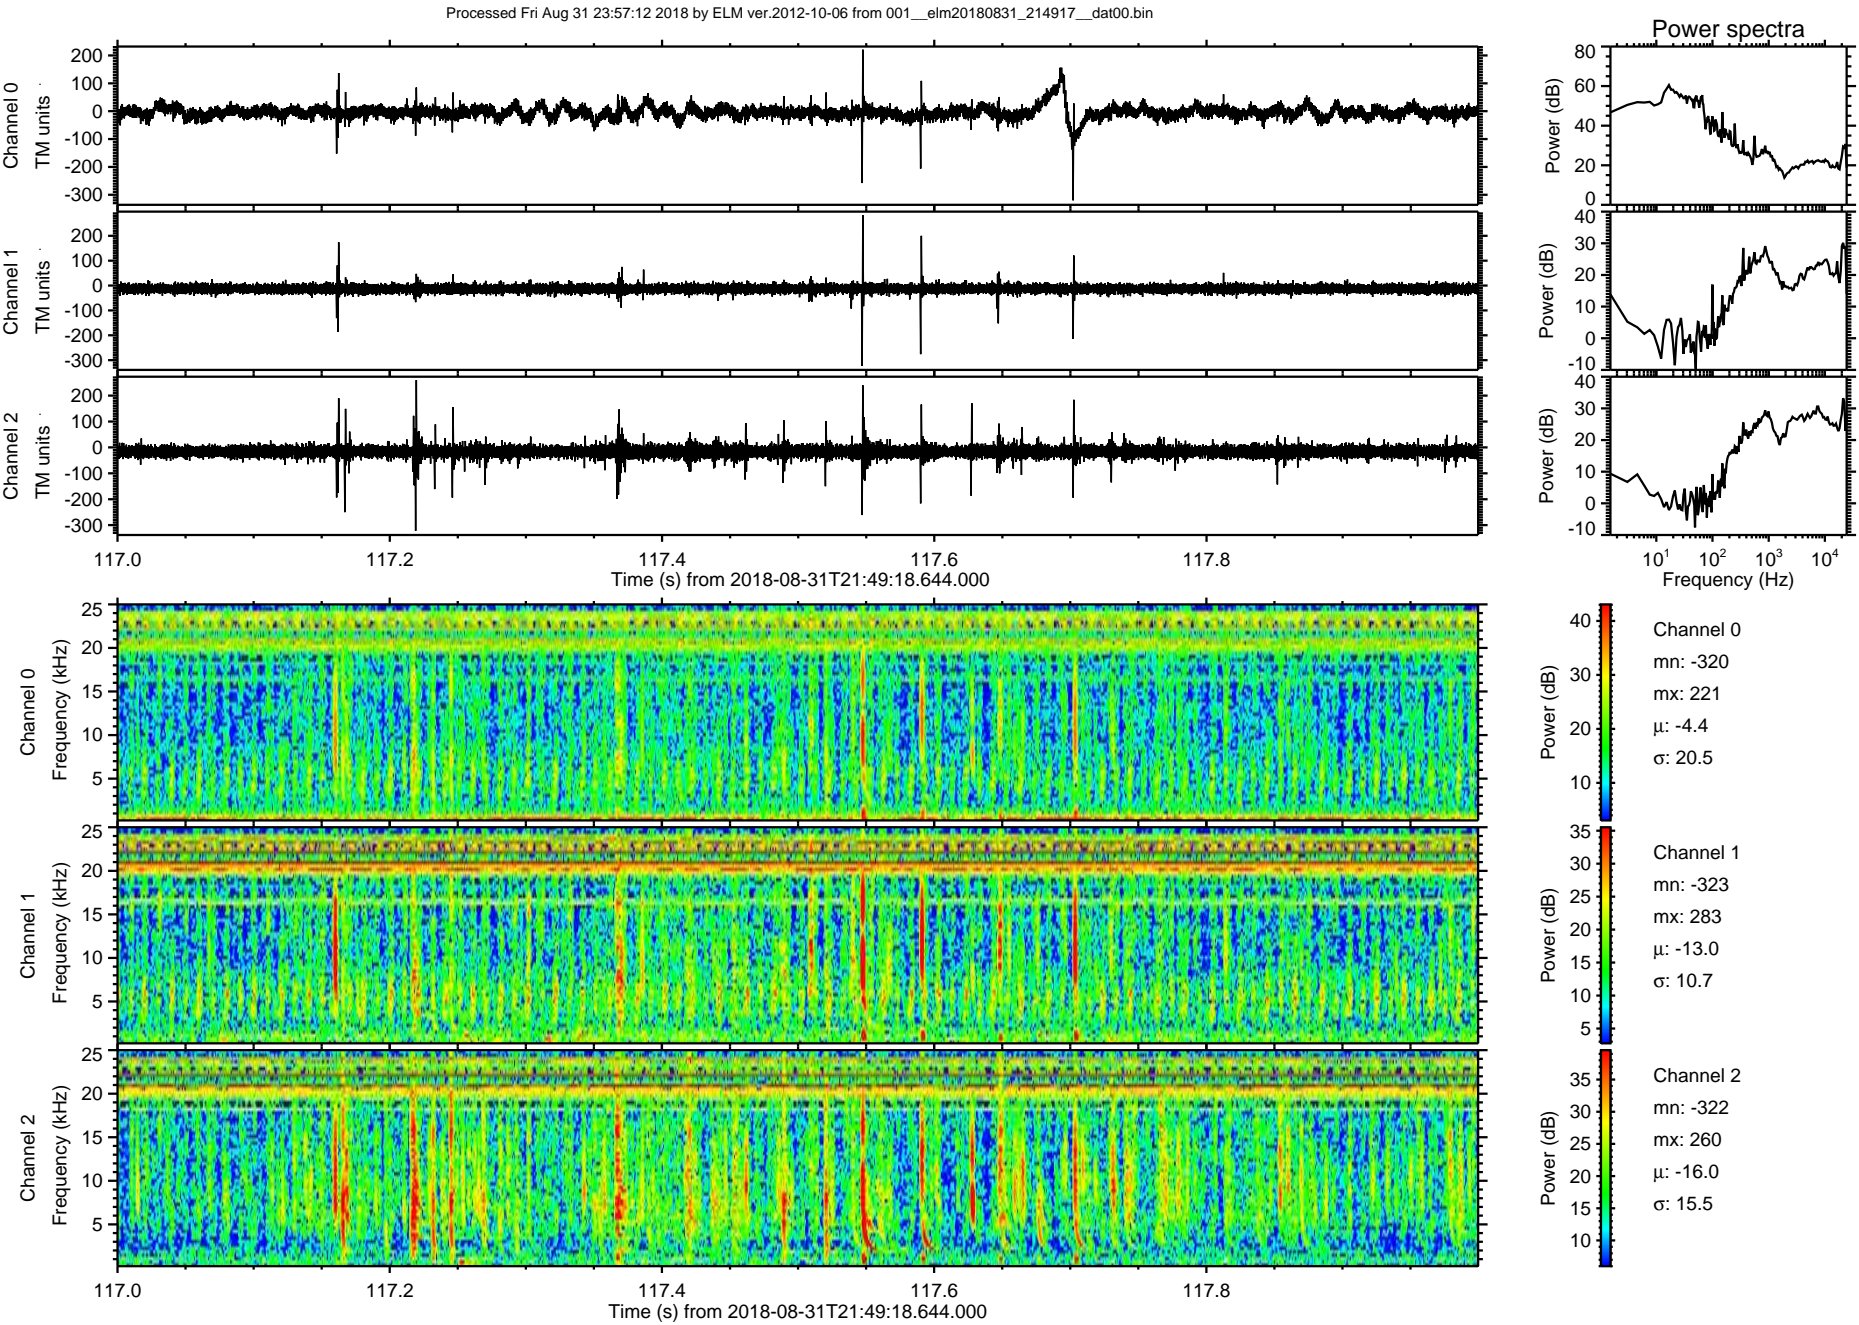 Processed Fri Aug 31 23:57:12 2018 by ELM ver.2012-10-06 from 001__elm20180831_214917__dat00.bin
Power spectra
Channel 0
TM units
200
100
0
-100
-200
-300
Power (dB)
80
60
40
20
0
Channel 1
TM units
200
100
0
-100
-200
-300
Power (dB)
40
30
20
10
0
-10
Channel 2
TM units
200
100
0
-100
-200
-300
Power (dB)
40
30
20
10
0
-10
117.0 117.2 117.4 117.6 117.8
Time (s) from 2018-08-31T21:49:18.644.000
10¹ 10² 10³ 10⁴
Frequency (Hz)
Channel 0
Frequency (kHz)
25
20
15
10
5
Power (dB)
40
30
20
10
Channel 0
mn: -320
mx: 221
μ: -4.4
σ: 20.5
Channel 1
Frequency (kHz)
25
20
15
10
5
Power (dB)
35
30
25
20
15
10
5
Channel 1
mn: -323
mx: 283
μ: -13.0
σ: 10.7
Channel 2
Frequency (kHz)
25
20
15
10
5
Power (dB)
35
30
25
20
15
10
Channel 2
mn: -322
mx: 260
μ: -16.0
σ: 15.5
117.0 117.2 117.4 117.6 117.8
Time (s) from 2018-08-31T21:49:18.644.000